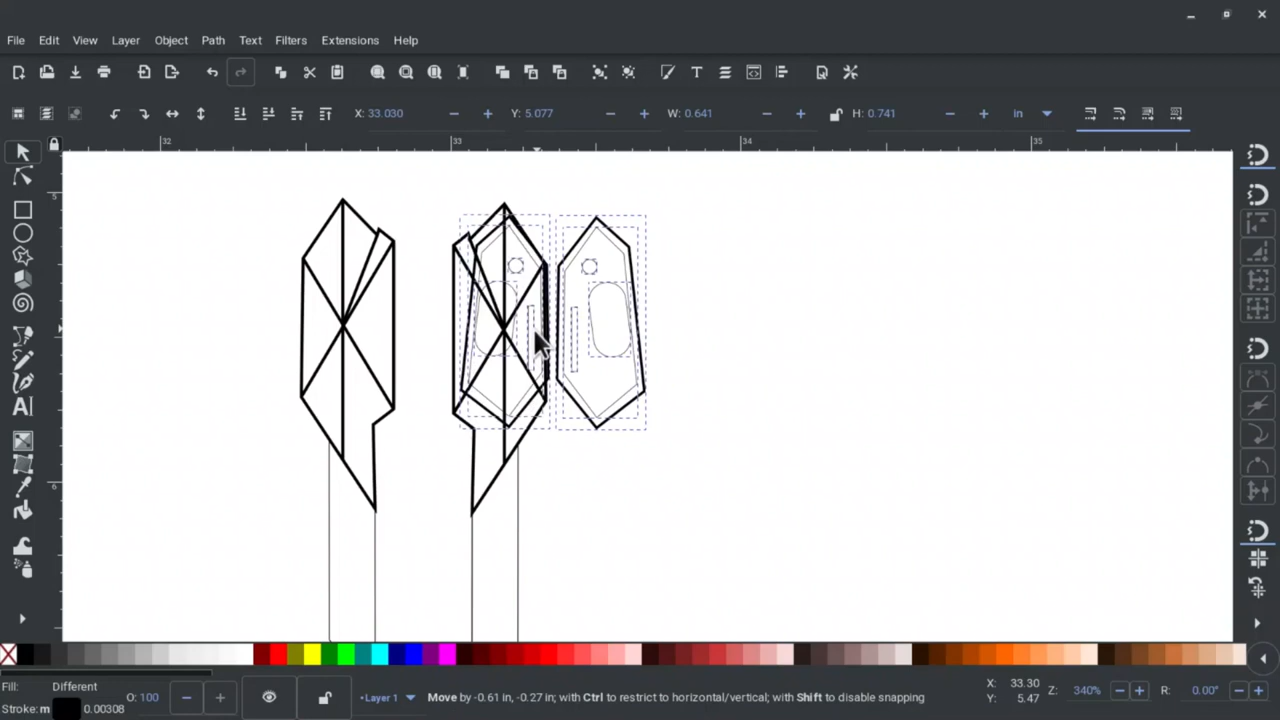 File Edit View Layer Object Path Text Filters Extensions Help
X: 33.030 Y: 5.077 W: 0.641 H: 0.741 in
32 33 34 35
5
6
Fill: Different
Stroke: m 0.00308
O: 100
Layer 1
Move by -0.61 in, -0.27 in; with Ctrl to restrict to horizontal/vertical; with Shift to disable snapping
X: 33.30
Y: 5.47
Z: 340%
R: 0.00°